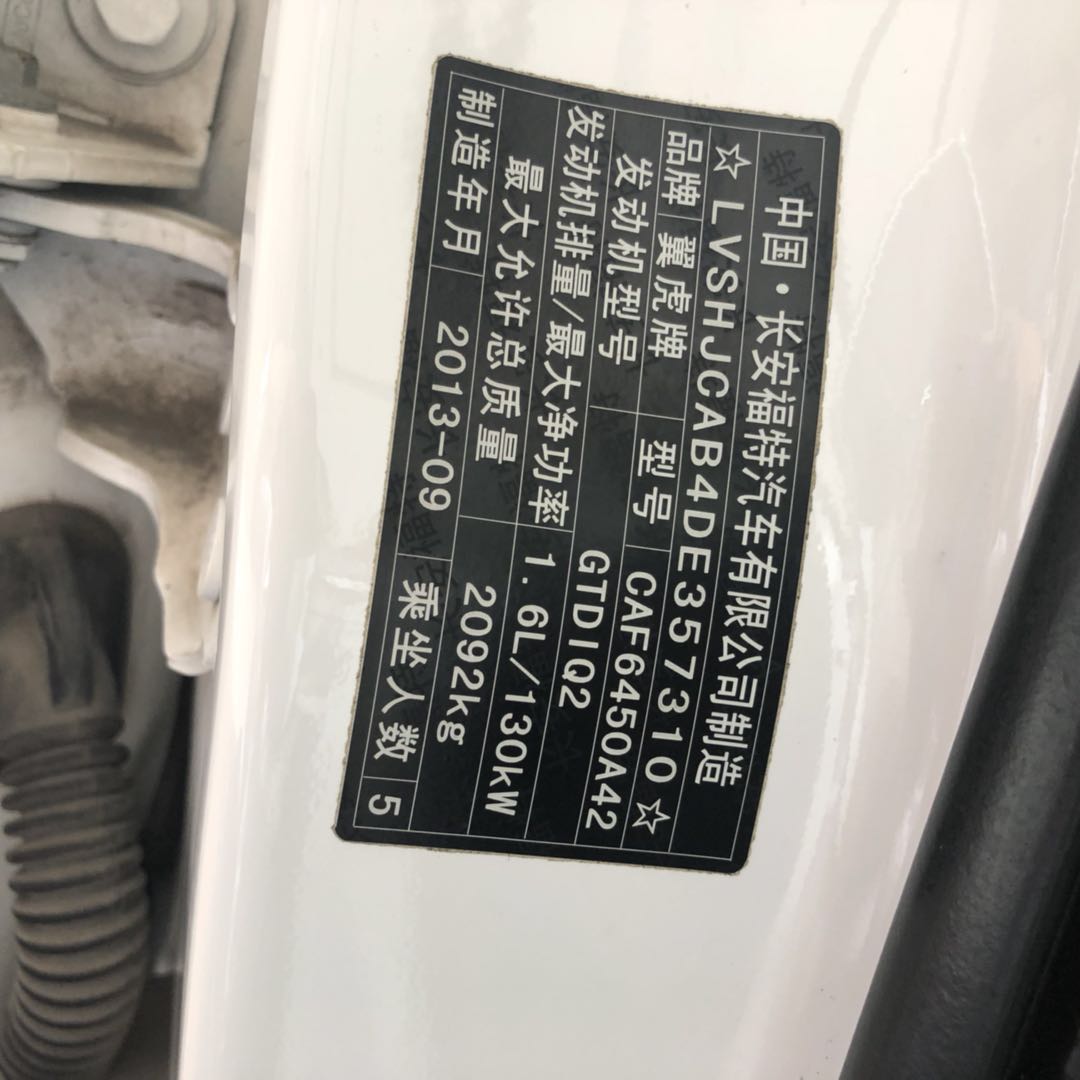 中国·长安福特汽车有限公司制造
☆LVSHJCAB4DE357310☆
品牌 翼虎牌 型号 CAF6450A42
发动机型号 GTDIQ2
发动机排量/最大净功率 1.6L/130kW
最大允许总质量 2092kg
制造年月 2013-09 乘坐人数 5